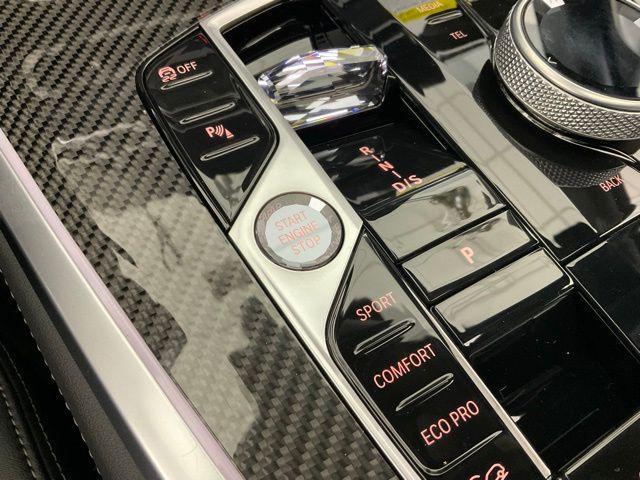 MEDIA
TEL
OFF
P
R
N
D/S
BACK
START
ENGINE
STOP
P
SPORT
COMFORT
ECO PRO